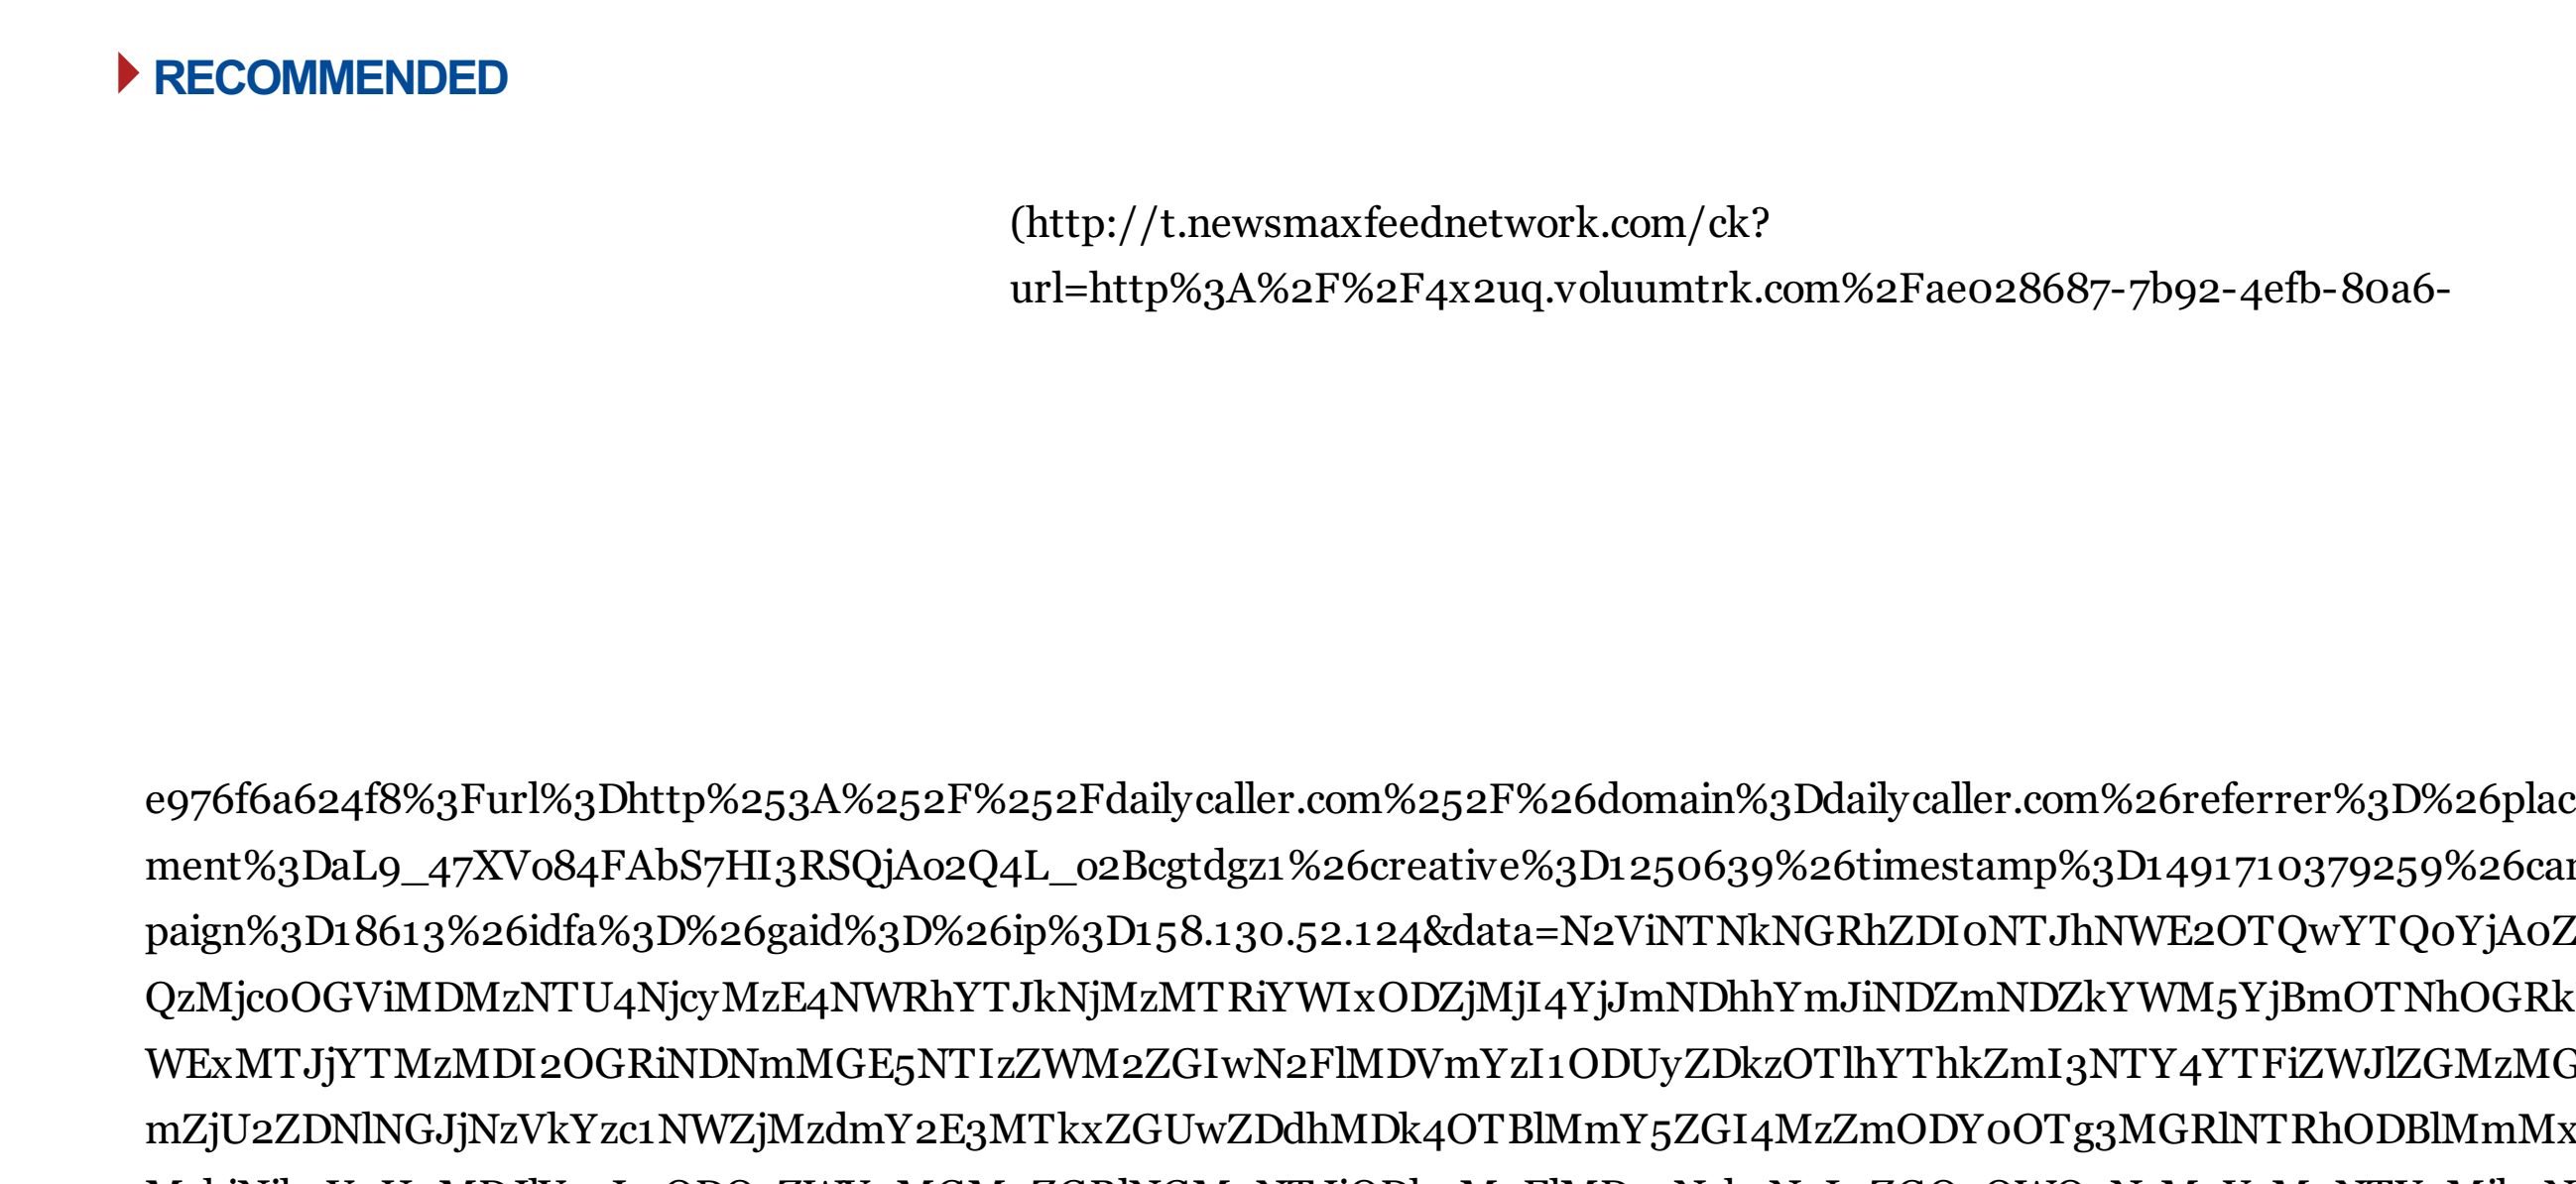 RECOMMENDED
(http://t.newsmaxfeednetwork.com/ck?
url=http%3A%2F%2F4x2uq.voluumtrk.com%2Fae028687-7b92-4efb-80a6-
e976f6a624f8%3Furl%3Dhttp%253A%252F%252Fdailycaller.com%252F%26domain%3Ddailycaller.com%26referrer%3D%26plac
ment%3DaL9_47XV084FAbS7HI3RSQjAo2Q4L_o2Bcgtdgz1%26creative%3D1250639%26timestamp%3D1491710379259%26car
paign%3D18613%26idfa%3D%26gaid%3D%26ip%3D158.130.52.124&data=N2ViNTNkNGRhZDI0NTJhNWE2OTQwYTQ0YjA0Z
QzMjc0OGViMDMzNTU4NjcyMzE4NWRhYTJkNjMzMTRiYWIxODZjMjI4YjJmNDhhYmJiNDZmNDZkYWM5YjBmOTNhOGRk
WExMTJjYTMzMDI2OGRiNDNmMGE5NTIzZWM2ZGIwN2FlMDVmYzI1ODUyZDkzOTlhYThkZmI3NTY4YTFiZWJlZGMzMG
mZjU2ZDNlNGJjNzVkYzc1NWZjMzdmY2E3MTkxZGUwZDdhMDk4OTBlMmY5ZGI4MzZmODY0OTg3MGRlNTRhODBlMmMx